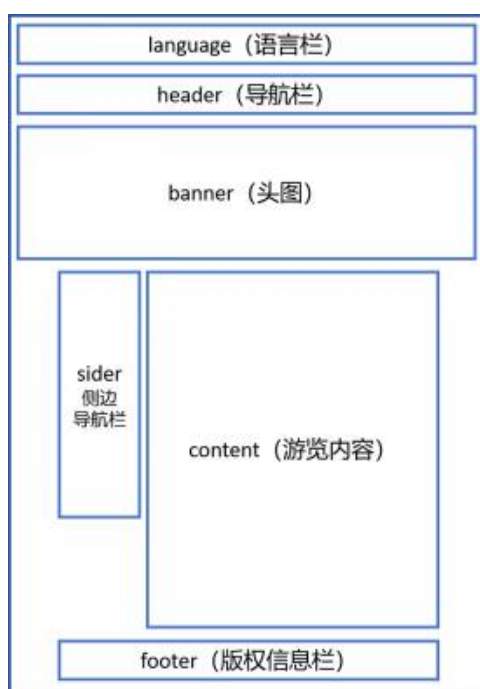 language（语言栏）
header（导航栏）
banner（头图）
sider
侧边
导航栏
content（游览内容）
footer（版权信息栏）